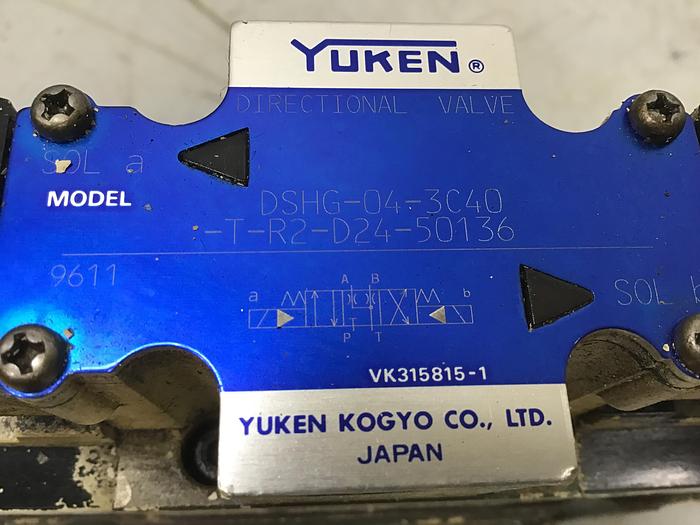 YUKEN®
DIRECTIONAL VALVE
SOL a
MODEL DSHG-04-3C40
-T-R2-D24-50136
9611
SOL b
A B
a b
P T
VK315815-1
YUKEN KOGYO CO., LTD.
JAPAN